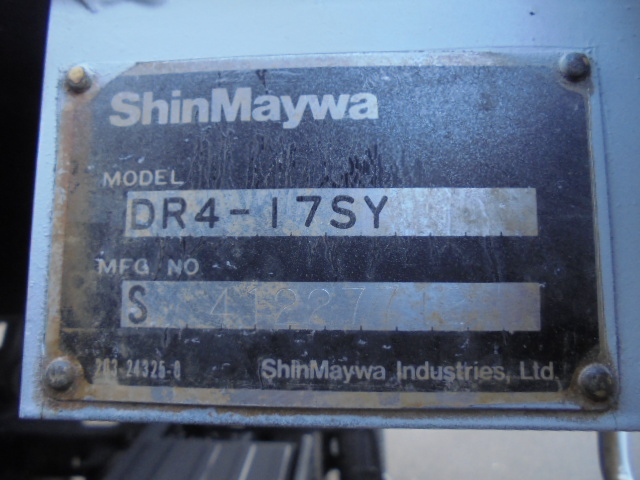 ShinMaywa
MODEL
DR4-17SY
MFG. NO
S
ShinMaywa Industries, Ltd.